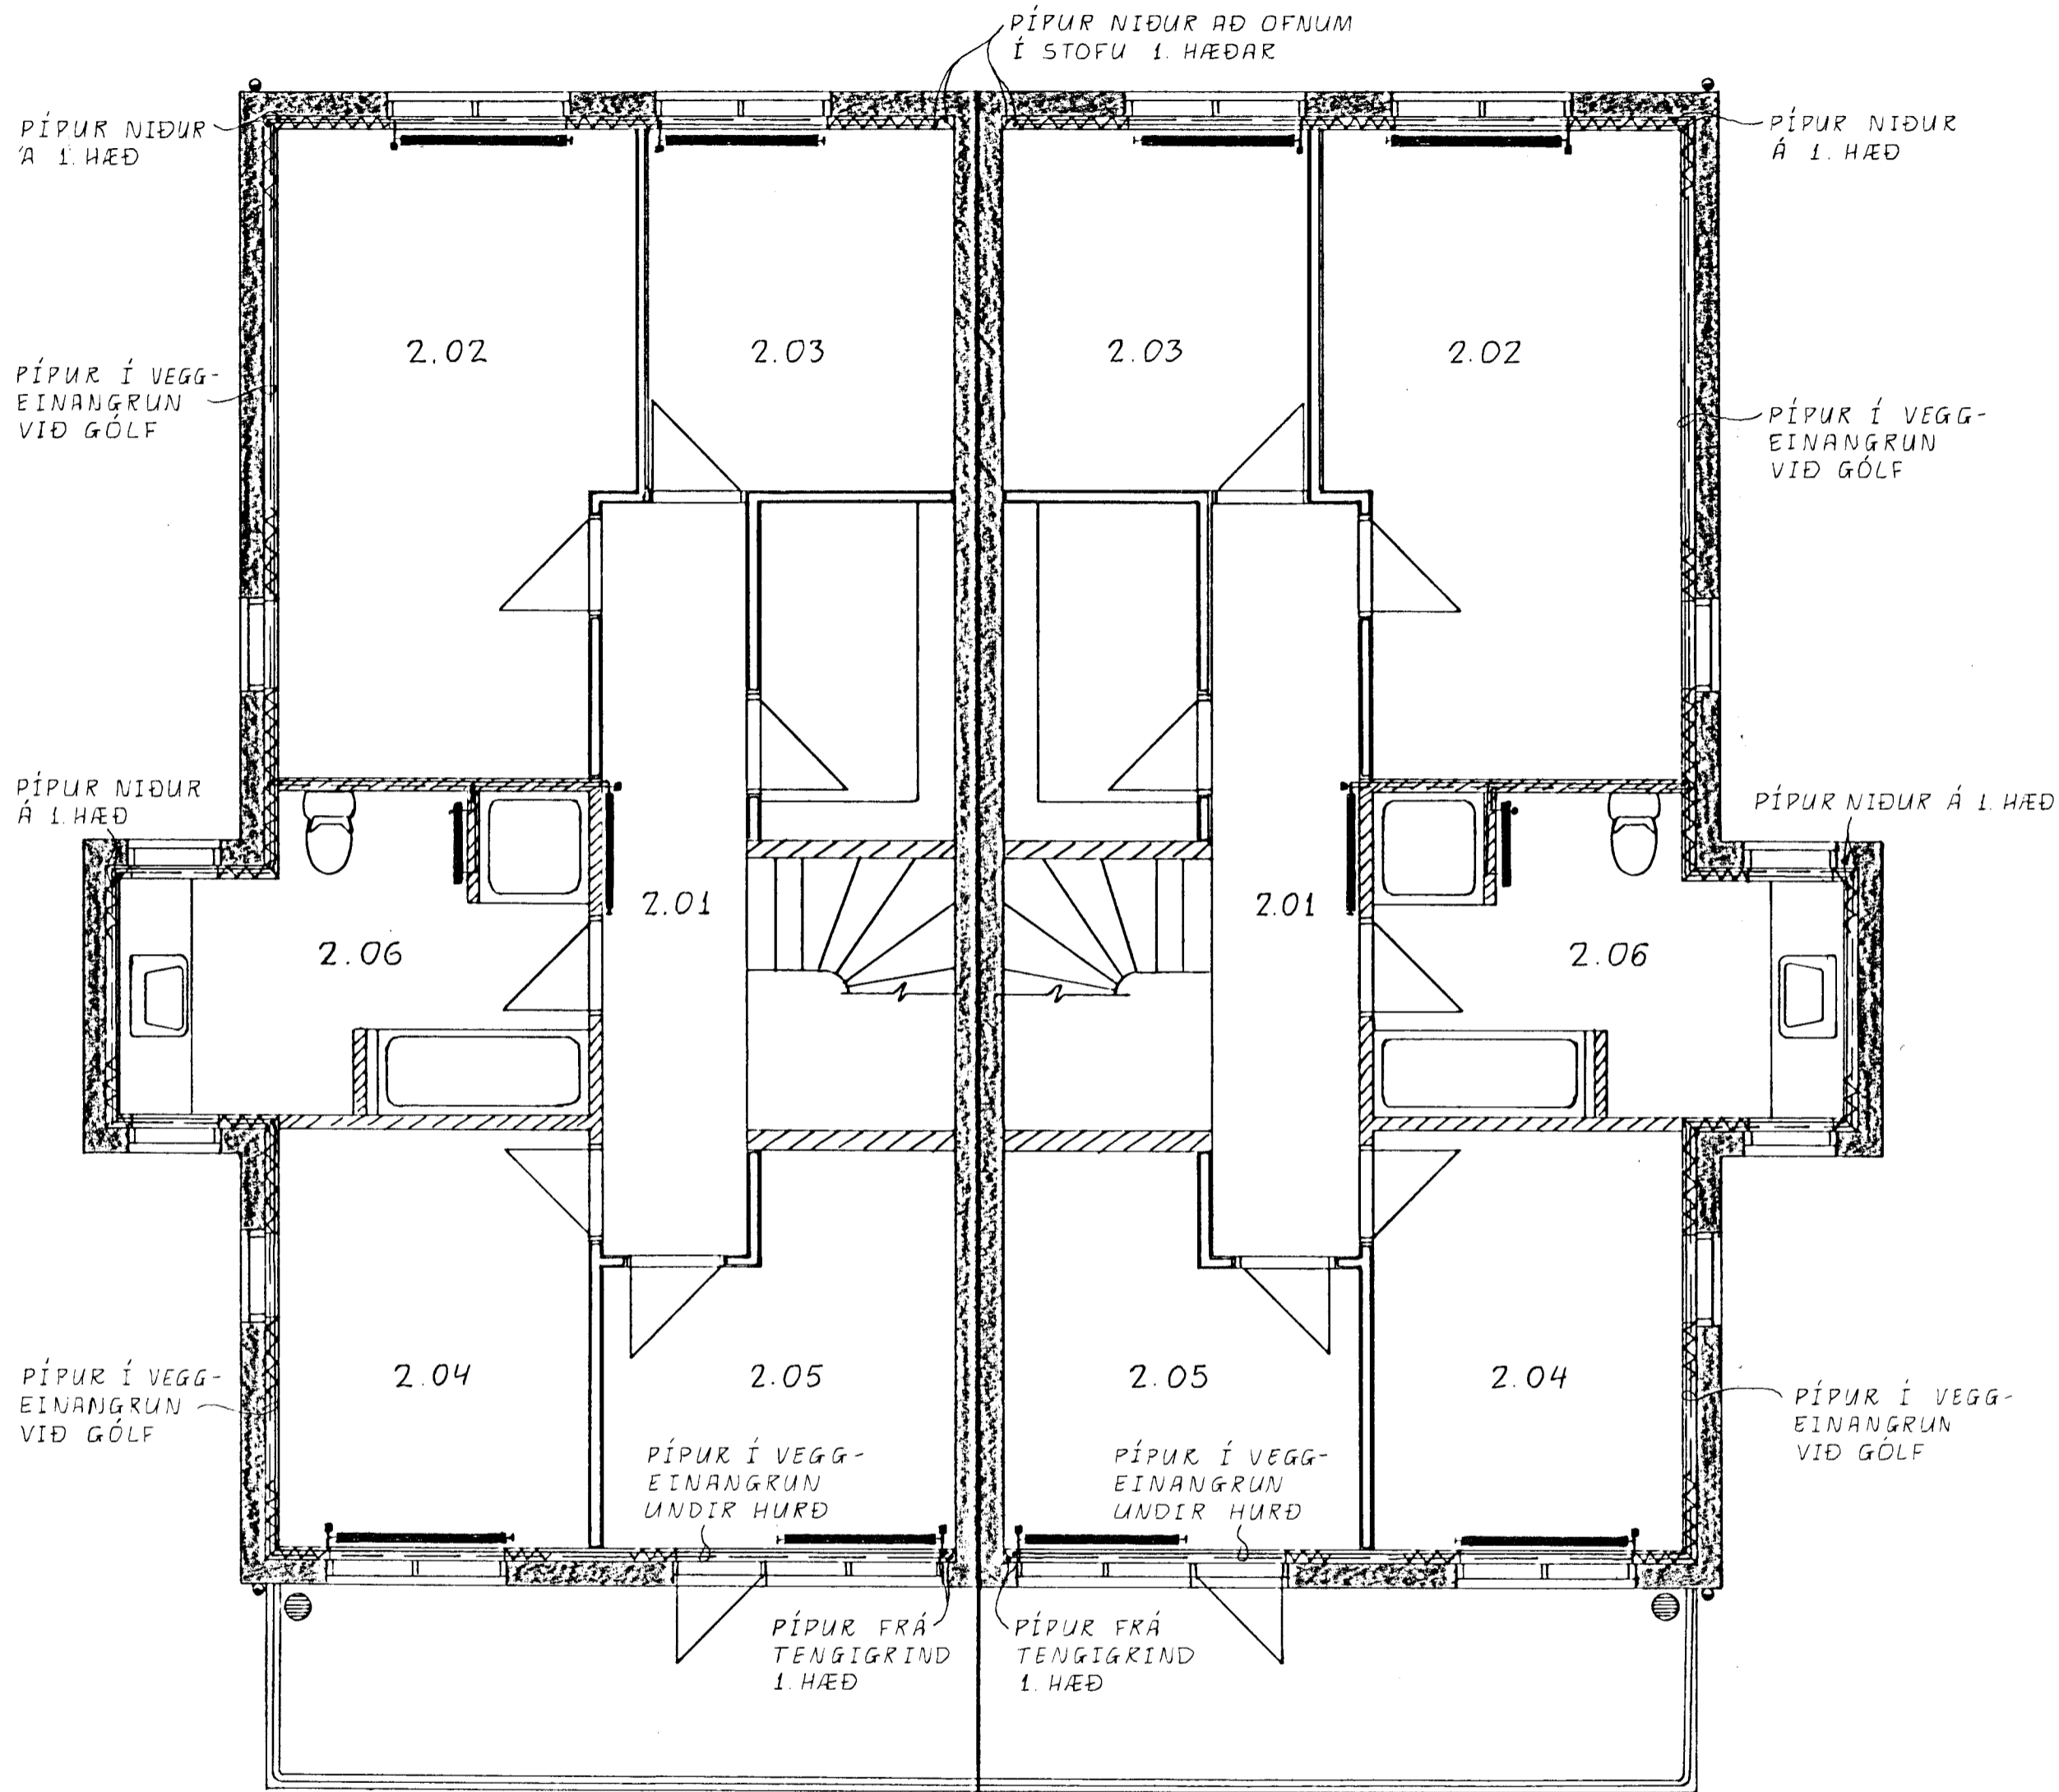 PÍPUR NIÐUR AÐ OFNUM
Í STOFU 1. HÆÐAR
PÍPUR NIÐUR
Á 1. HÆÐ
PÍPUR NIÐUR
Á 1. HÆÐ
2.02
2.03
2.03
2.02
PÍPUR Í VEGG-
EINANGRUN
VIÐ GÓLF
PÍPUR Í VEGG-
EINANGRUN
VIÐ GÓLF
PÍPUR NIÐUR
Á 1. HÆÐ
PÍPUR NIÐUR Á 1. HÆÐ
2.01
2.01
2.06
2.06
2.04
2.05
2.05
2.04
PÍPUR Í VEGG-
EINANGRUN
VIÐ GÓLF
PÍPUR Í VEGG-
EINANGRUN
VIÐ GÓLF
PÍPUR Í VEGG-
EINANGRUN
UNDIR HURÐ
PÍPUR Í VEGG-
EINANGRUN
UNDIR HURÐ
PÍPUR FRÁ
TENGIGRIND
1. HÆÐ
PÍPUR FRÁ
TENGIGRIND
1. HÆÐ